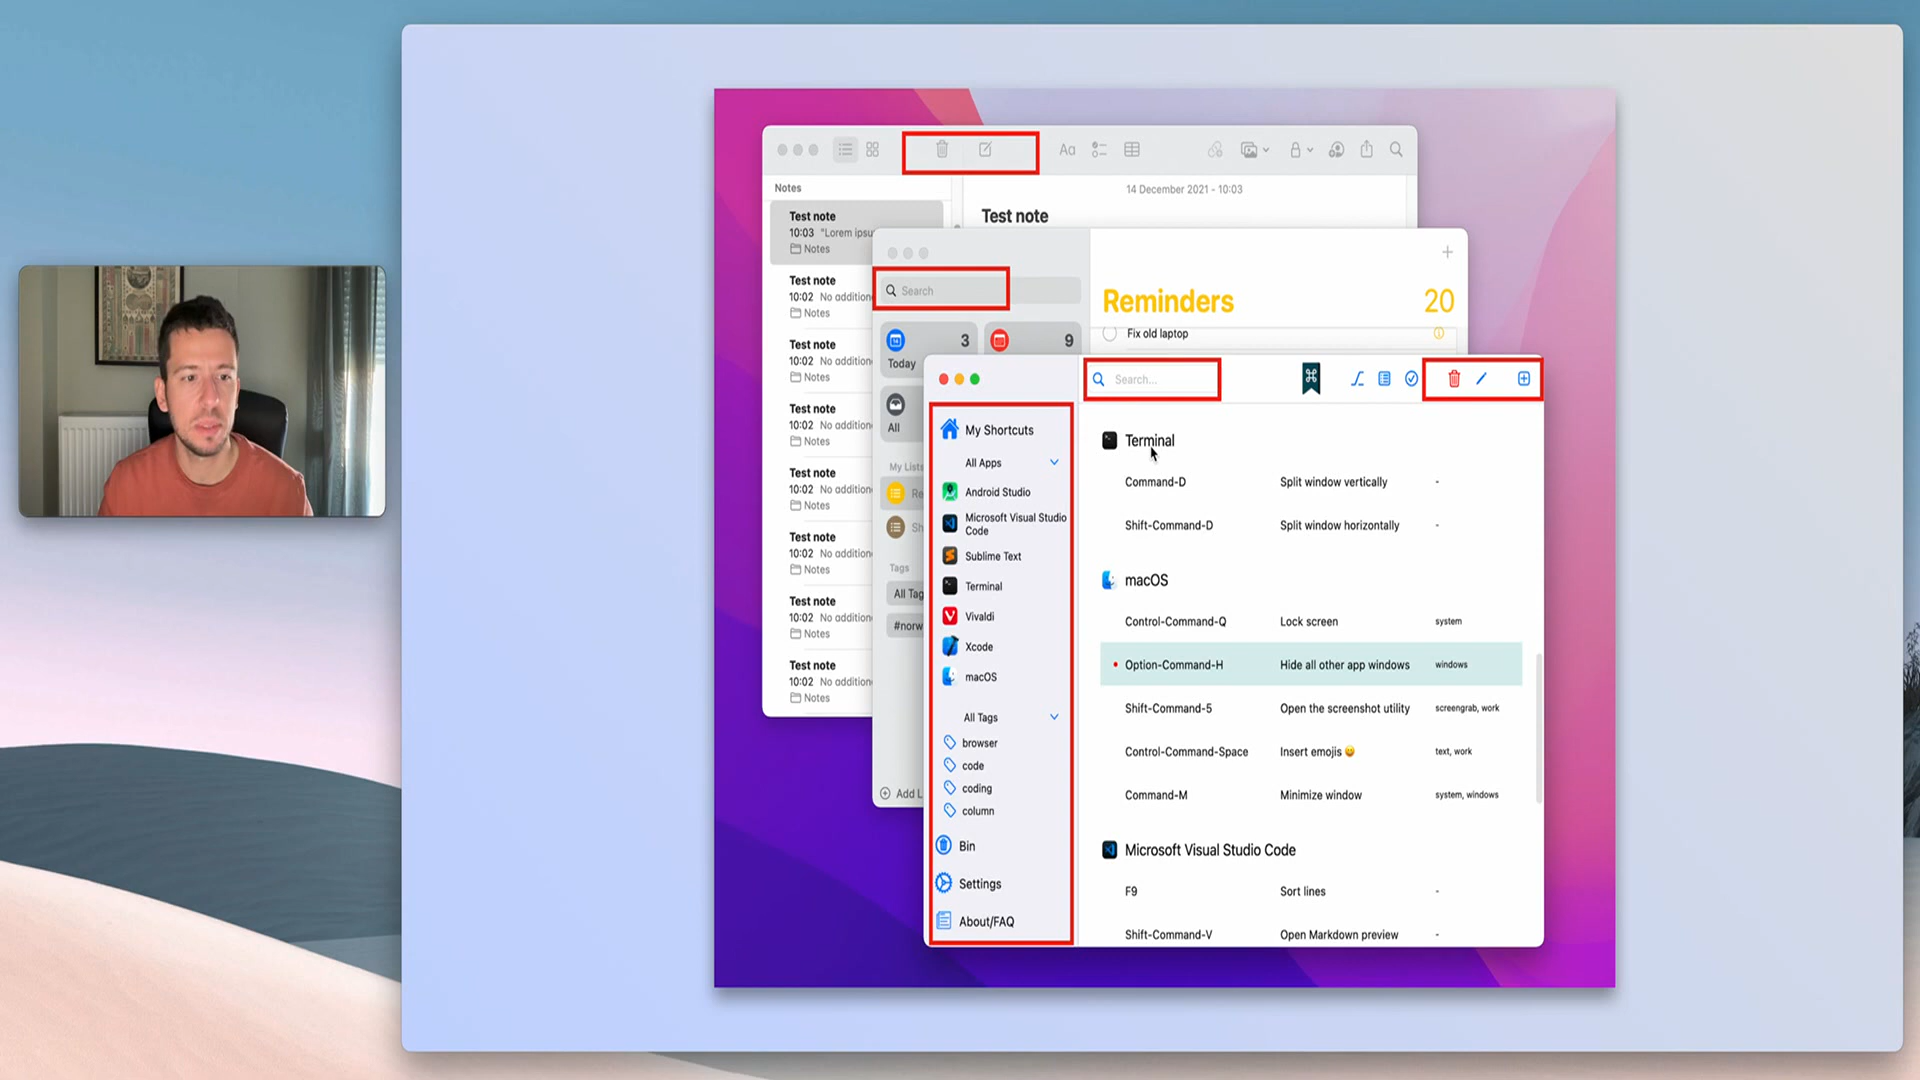 Aa
Notes
14 December 2021 - 10:03
Test note
Test note
10:03 "Lorem ipsu
Notes
Test note
10:02 No addition
Notes
Test note
10:02 No addition
Notes
Test note
10:02 No addition
Notes
Test note
10:02 No addition
Notes
Test note
10:02 No addition
Notes
Test note
10:02 No addition
Notes
Test note
10:02 No addition
Notes
Search
3
Today
9
All
My Lists
Re
Sh
Tags
All Tag
#norw
Add L
Reminders
20
Fix old laptop
Search...
My Shortcuts
All Apps
Android Studio
Microsoft Visual Studio
Code
Sublime Text
Terminal
Vivaldi
Xcode
macOS
All Tags
browser
code
coding
column
Bin
Settings
About/FAQ
Terminal
Command-D Split window vertically -
Shift-Command-D Split window horizontally -
macOS
Control-Command-Q Lock screen system
Option-Command-H Hide all other app windows windows
Shift-Command-5 Open the screenshot utility screengrab, work
Control-Command-Space Insert emojis 😀 text, work
Command-M Minimize window system, windows
Microsoft Visual Studio Code
F9 Sort lines -
Shift-Command-V Open Markdown preview -